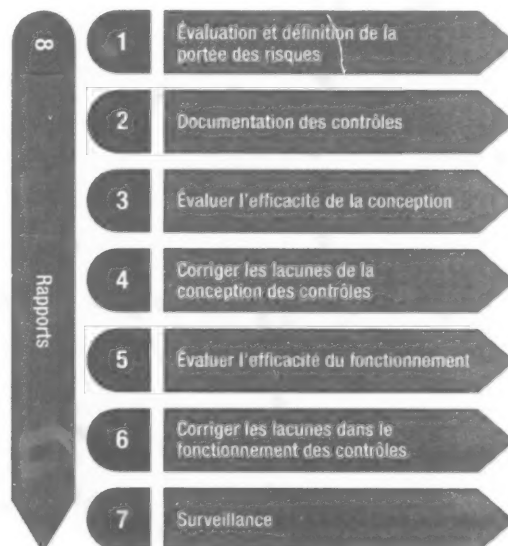 8
Rapports
1
Évaluation et définition de la
portée des risques
2
Documentation des contrôles
3
Évaluer l'efficacité de la conception
4
Corriger les lacunes de la
conception des contrôles
5
Évaluer l'efficacité du fonctionnement
6
Corriger les lacunes dans le
fonctionnement des contrôles
7
Surveillance